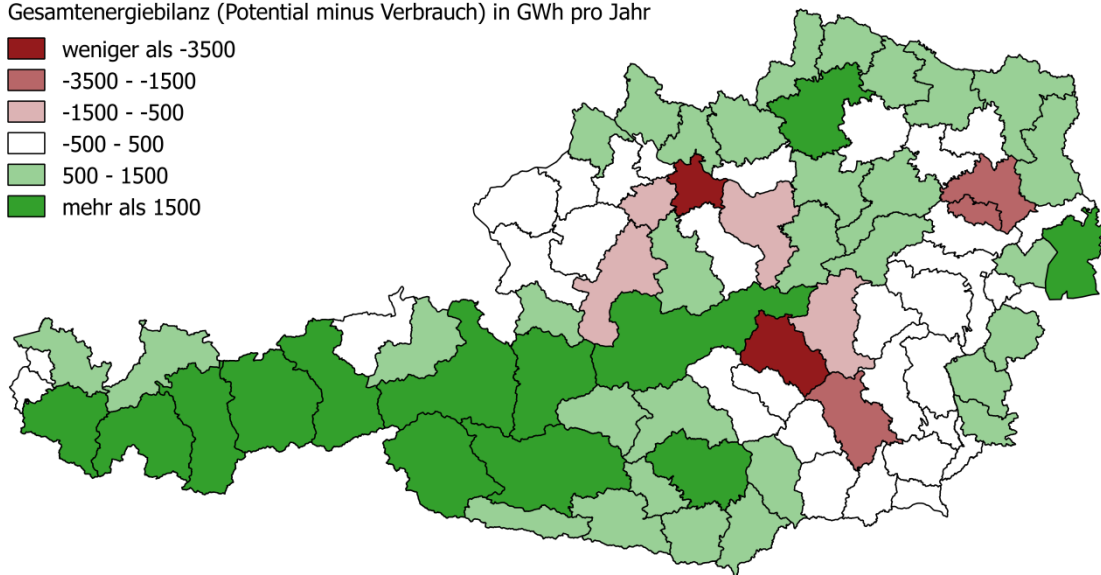 Gesamtenergiebilanz (Potential minus Verbrauch) in GWh pro Jahr
weniger als -3500
-3500 - -1500
-1500 - -500
-500 - 500
500 - 1500
mehr als 1500